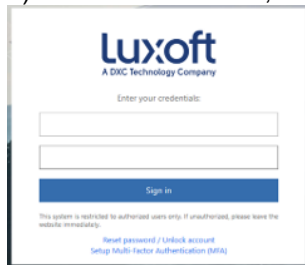 Luxoft
A DXC Technology Company
Enter your credentials:
Sign in
This system is restricted to authorized users only. If unauthorized, please leave the
website immediately.
Reset password / Unlock account
Setup Multi-Factor Authentication (MFA)